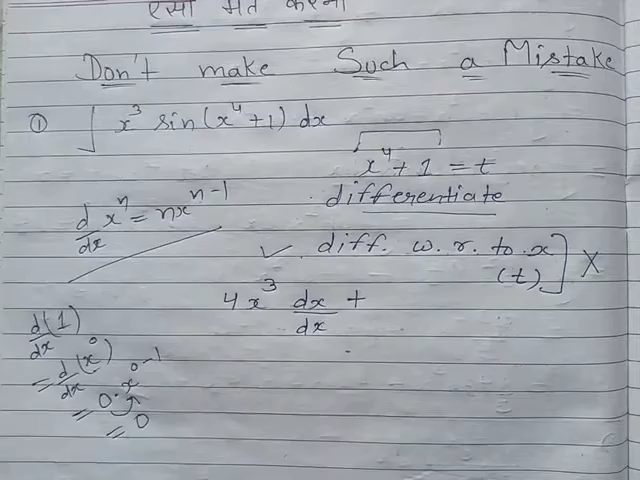 ऐसा मत करना
Don't make Such a Mistake
① ∫ x³ sin(x⁴+1) dx
x⁴+1 = t
differentiate
d/dx xⁿ = nxⁿ⁻¹
✓ diff. w.r. to x
(t) ] X
4x³ dx/dx +
d/dx (1)
= d/dx (x⁰)
= 0·x⁰⁻¹
= 0